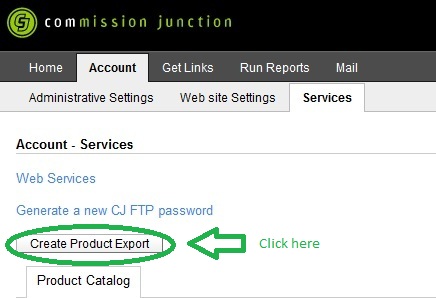 CJ commission junction
Home Account Get Links Run Reports Mail
Administrative Settings Web site Settings Services
Account - Services
Web Services
Generate a new CJ FTP password
Create Product Export Click here
Product Catalog